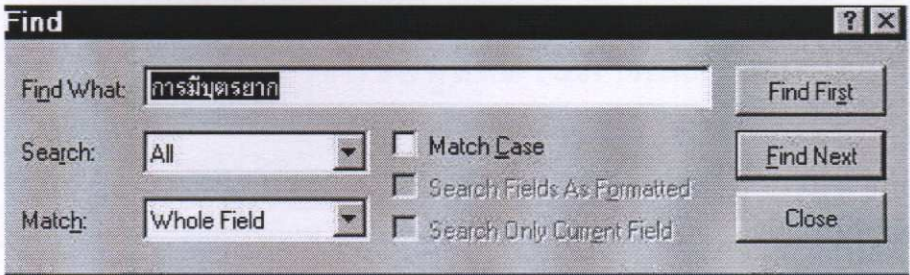 Find
Find What: การมีบุตรยาก Find First
Search: All Match Case Find Next
Search Fields As Formatted
Match: Whole Field Search Only Current Field Close